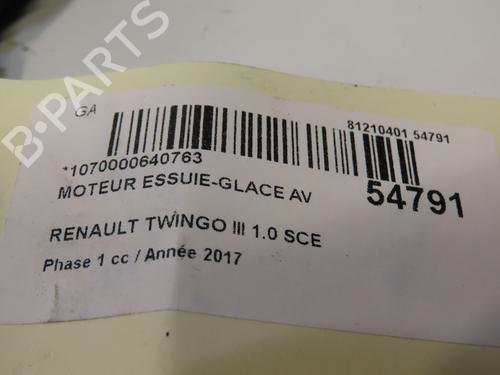 GA
81210401 54791
*1070000640763
MOTEUR ESSUIE-GLACE AV
54791
RENAULT TWINGO III 1.0 SCE
Phase 1 cc / Année 2017
B-PARTS